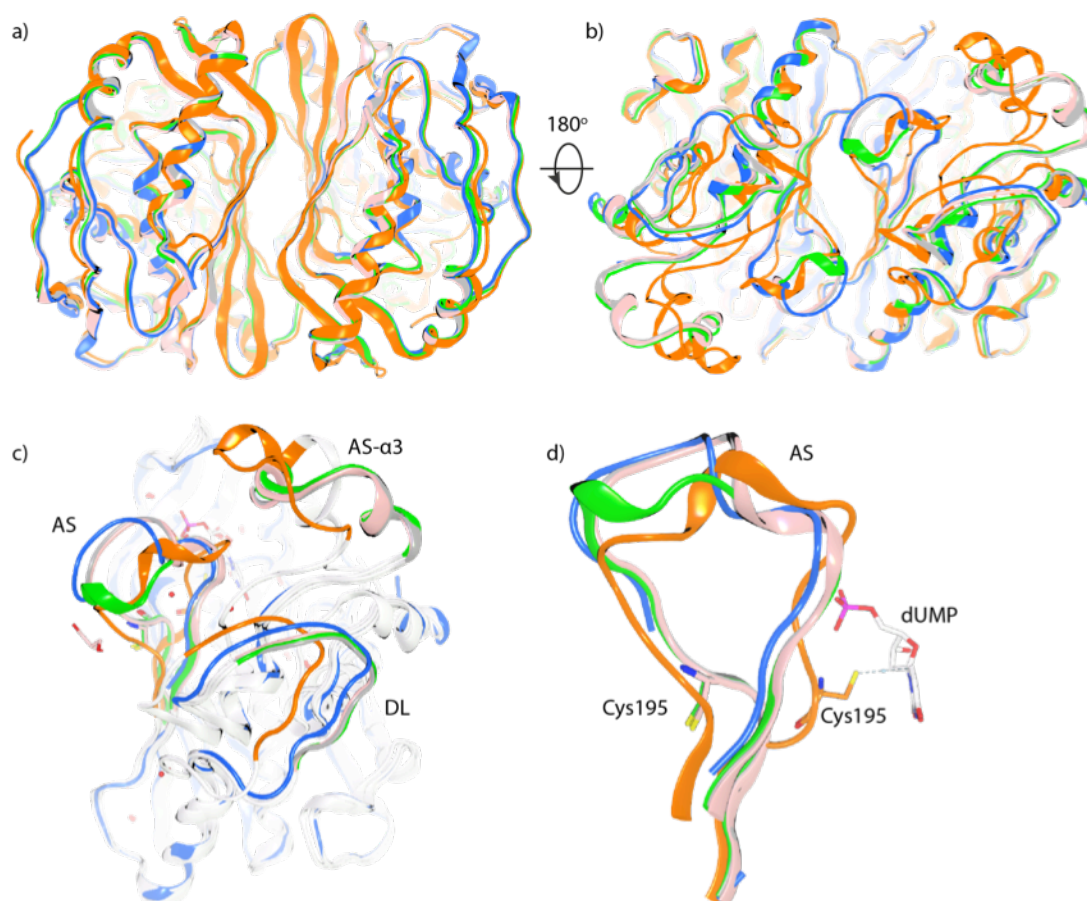 a)
b)
180°
c)
AS-α3
AS
DL
d)
AS
dUMP
Cys195
Cys195